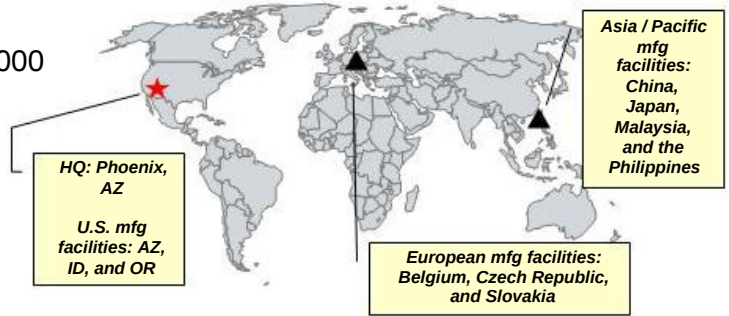 000
HQ: Phoenix,
AZ
U.S. mfg
facilities: AZ,
ID, and OR
European mfg facilities:
Belgium, Czech Republic,
and Slovakia
Asia / Pacific
mfg
facilities:
China,
Japan,
Malaysia,
and the
Philippines